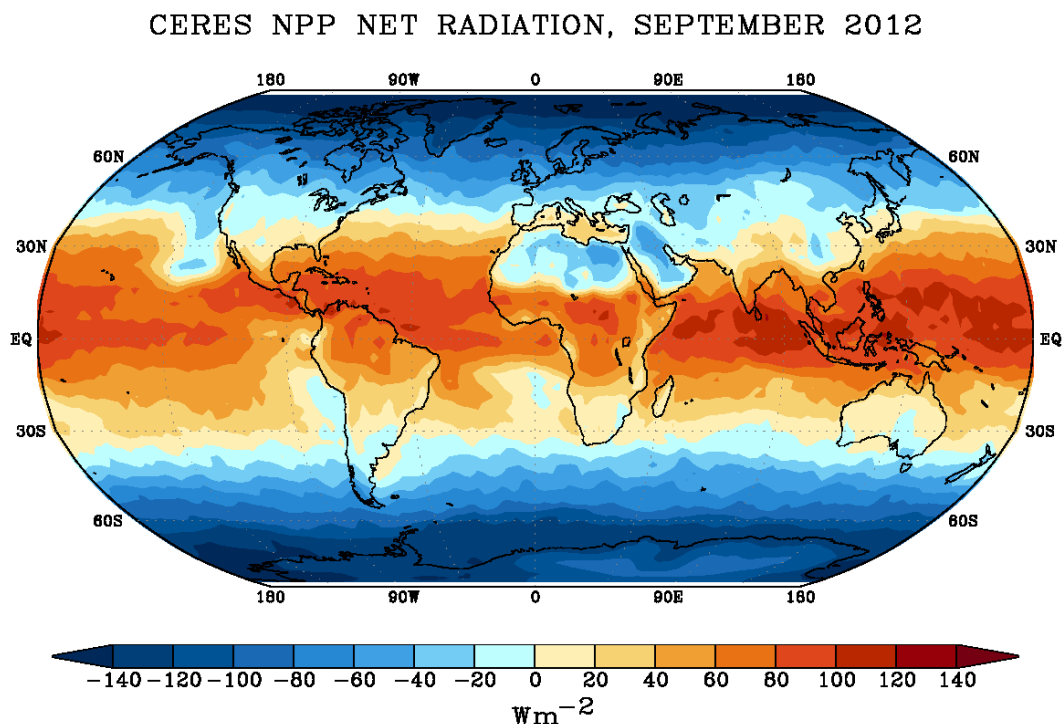 CERES NPP NET RADIATION, SEPTEMBER 2012
180 90W 0 90E 180
60N 60N
30N 30N
EQ EQ
30S 30S
60S 60S
180 90W 0 90E 180
−140 −120 −100 −80 −60 −40 −20 0 20 40 60 80 100 120 140
Wm⁻²